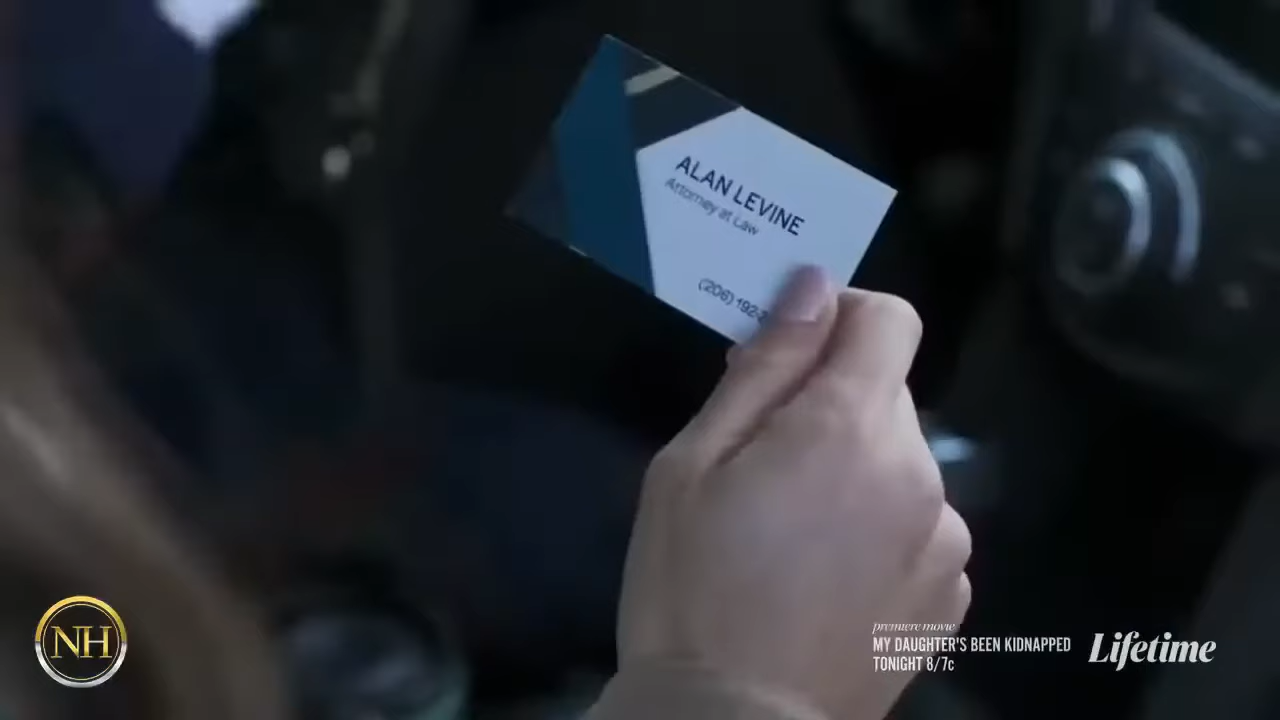 ALAN LEVINE
Attorney at Law
(206) 192-
NH
premiere movie
MY DAUGHTER'S BEEN KIDNAPPED
TONIGHT 8/7c
Lifetime